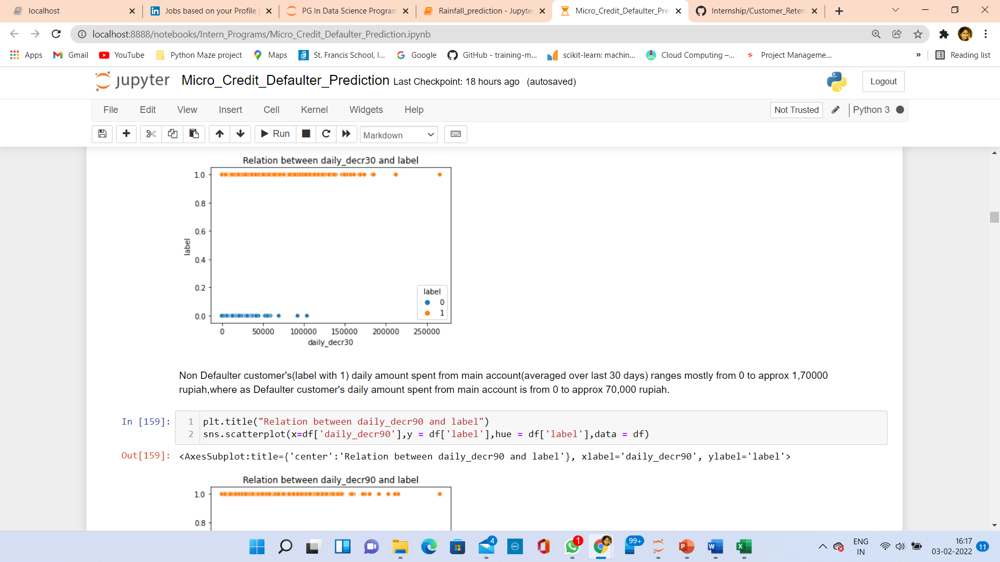 localhost
Jobs based on your Profile
PG In Data Science Program
Rainfall_prediction - Jupyter
Micro_Credit_Defaulter_Pre
Internship/Customer_Reten
localhost:8888/notebooks/Intern_Programs/Micro_Credit_Defaulter_Prediction.ipynb
Apps
Gmail
YouTube
Python Maze project
Maps
St. Francis School, I...
Google
GitHub - training-m...
scikit-learn: machin...
Cloud Computing –...
Project Manageme...
»
Reading list
jupyter
Micro_Credit_Defaulter_Prediction Last Checkpoint: 18 hours ago (autosaved)
Logout
File Edit View Insert Cell Kernel Widgets Help
Not Trusted
Python 3
Run
Markdown
Relation between daily_decr30 and label
1.0
0.8
0.6
0.4
0.2
0.0
label
label
0
1
0 50000 100000 150000 200000 250000
daily_decr30
Non Defaulter customer's(label with 1) daily amount spent from main account(averaged over last 30 days) ranges mostly from 0 to approx 1,70000
rupiah,where as Defaulter customer's daily amount spent from main account is from 0 to approx 70,000 rupiah.
In [159]:
1 plt.title("Relation between daily_decr90 and label")
2 sns.scatterplot(x=df['daily_decr90'],y = df['label'],hue = df['label'],data = df)
Out[159]: <AxesSubplot:title={'center':'Relation between daily_decr90 and label'}, xlabel='daily_decr90', ylabel='label'>
Relation between daily_decr90 and label
1.0
0.8
4
DELL
1
99+
P
W
X
ENG
IN
16:17
03-02-2022
11